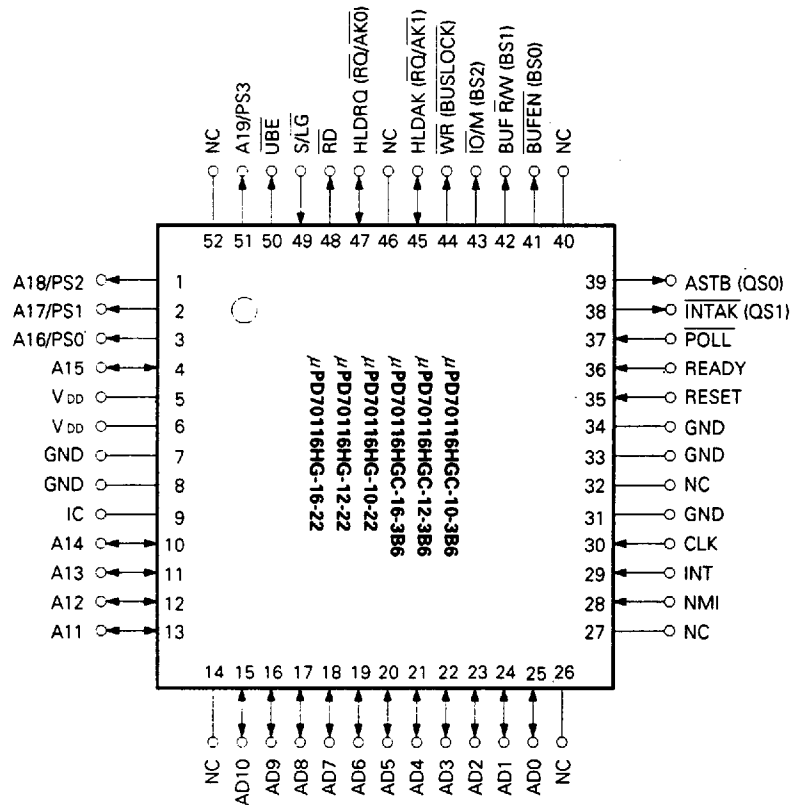 NC
A19/PS3
UBE
S/LG
RD
HLDRQ (RQ/AK0)
NC
HLDAK (RQ/AK1)
WR (BUSLOCK)
IO/M (BS2)
BUF R/W (BS1)
BUFEN (BS0)
NC
52 51 50 49 48 47 46 45 44 43 42 41 40
A18/PS2 1
A17/PS1 2
A16/PS0 3
A15 4
VDD 5
VDD 6
GND 7
GND 8
IC 9
A14 10
A13 11
A12 12
A11 13
μPD70116HG-16-22
μPD70116HG-12-22
μPD70116HG-10-22
μPD70116HGC-16-3B6
μPD70116HGC-12-3B6
μPD70116HGC-10-3B6
39 ASTB (QS0)
38 INTAK (QS1)
37 POLL
36 READY
35 RESET
34 GND
33 GND
32 NC
31 GND
30 CLK
29 INT
28 NMI
27 NC
14 15 16 17 18 19 20 21 22 23 24 25 26
NC
AD10
AD9
AD8
AD7
AD6
AD5
AD4
AD3
AD2
AD1
AD0
NC